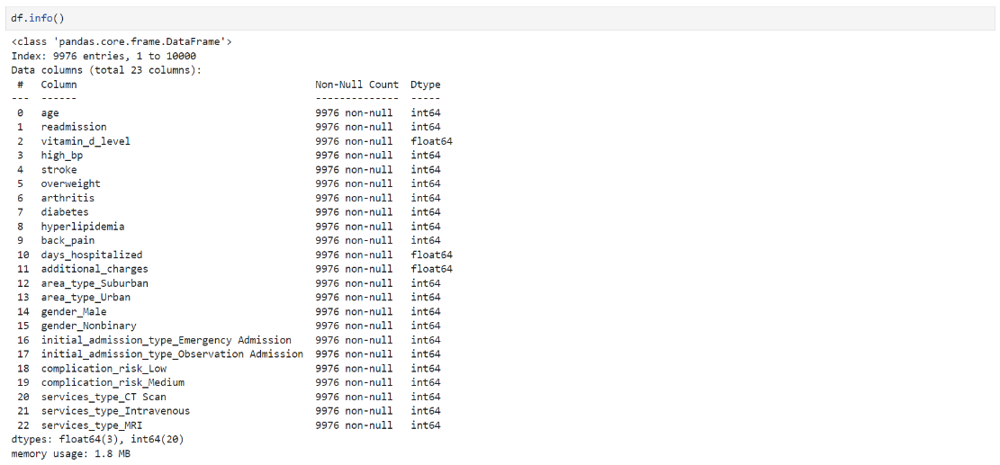 df.info()
<class 'pandas.core.frame.DataFrame'>
Index: 9976 entries, 1 to 10000
Data columns (total 23 columns):
 #   Column                                       Non-Null Count  Dtype
---  ------                                       --------------  -----
 0   age                                          9976 non-null   int64
 1   readmission                                  9976 non-null   int64
 2   vitamin_d_level                              9976 non-null   float64
 3   high_bp                                      9976 non-null   int64
 4   stroke                                       9976 non-null   int64
 5   overweight                                   9976 non-null   int64
 6   arthritis                                    9976 non-null   int64
 7   diabetes                                     9976 non-null   int64
 8   hyperlipidemia                               9976 non-null   int64
 9   back_pain                                    9976 non-null   int64
 10  days_hospitalized                            9976 non-null   float64
 11  additional_charges                           9976 non-null   float64
 12  area_type_Suburban                           9976 non-null   int64
 13  area_type_Urban                              9976 non-null   int64
 14  gender_Male                                  9976 non-null   int64
 15  gender_Nonbinary                             9976 non-null   int64
 16  initial_admission_type_Emergency Admission   9976 non-null   int64
 17  initial_admission_type_Observation Admission 9976 non-null   int64
 18  complication_risk_Low                        9976 non-null   int64
 19  complication_risk_Medium                     9976 non-null   int64
 20  services_type_CT Scan                        9976 non-null   int64
 21  services_type_Intravenous                    9976 non-null   int64
 22  services_type_MRI                            9976 non-null   int64
dtypes: float64(3), int64(20)
memory usage: 1.8 MB